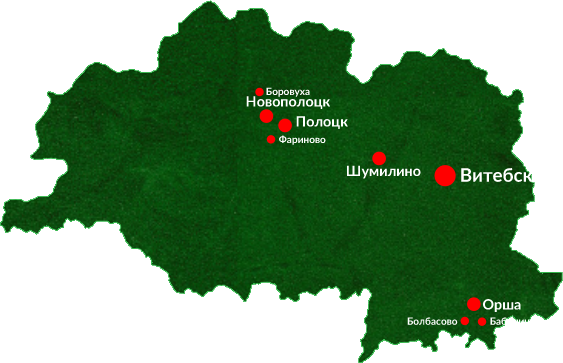 Боровуха
Новополоцк
Полоцк
Фариново
Шумилино
Витебск
Орша
Болбасово